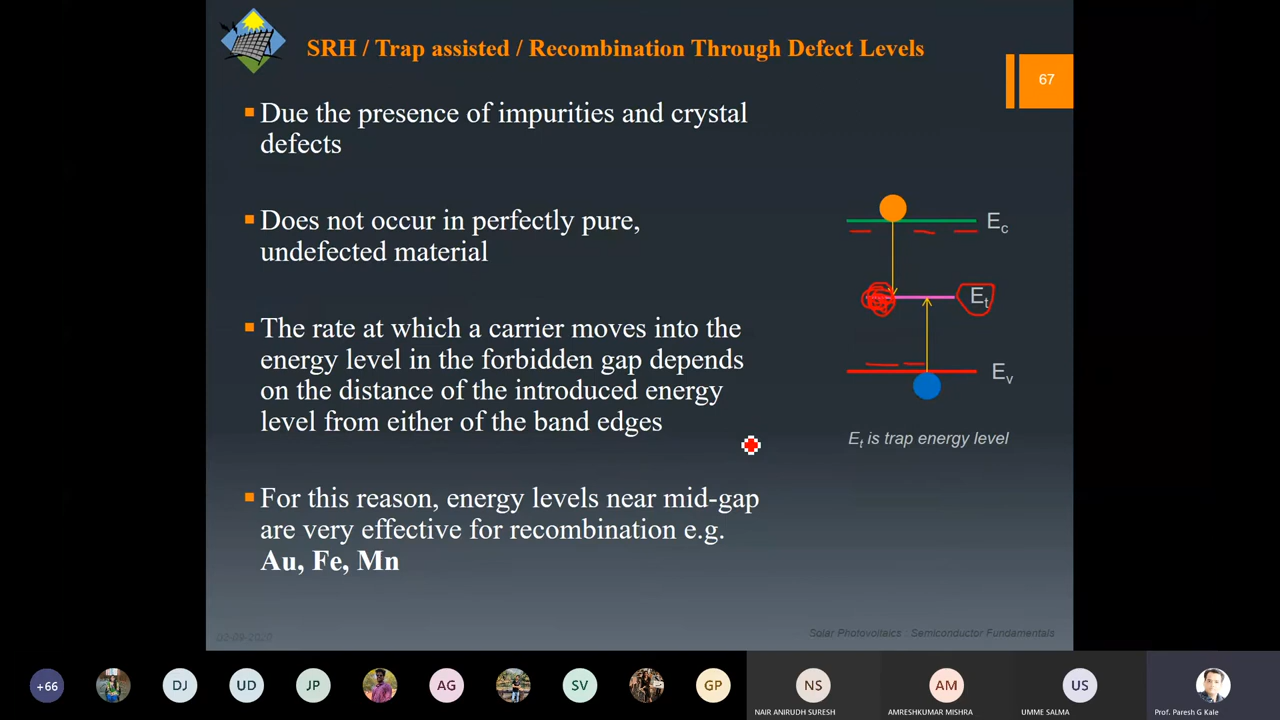 SRH / Trap assisted / Recombination Through Defect Levels
67
Due the presence of impurities and crystal
defects
Does not occur in perfectly pure,
undefected material
The rate at which a carrier moves into the
energy level in the forbidden gap depends
on the distance of the introduced energy
level from either of the band edges
For this reason, energy levels near mid-gap
are very effective for recombination e.g.
Au, Fe, Mn
Ec
Et
Ev
Et is trap energy level
02-09-2020
Solar Photovoltaics : Semiconductor Fundamentals
+66
DJ
UD
JP
AG
SV
GP
NS
AM
US
NAIR ANIRUDH SURESH
AMRESHKUMAR MISHRA
UMME SALMA
Prof. Paresh G Kale